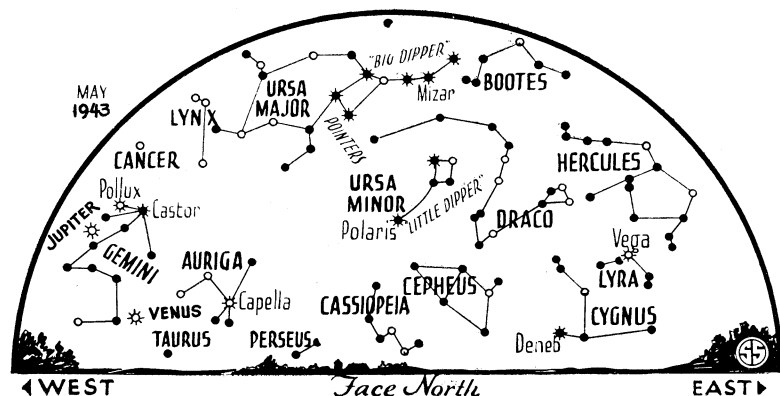 MAY
1943
"BIG DIPPER"
Mizar
BOOTES
URSA
MAJOR
LYNX
POINTERS
CANCER
HERCULES
Pollux
Castor
JUPITER
GEMINI
URSA
MINOR
"LITTLE DIPPER"
Polaris
DRACO
Vega
LYRA
AURIGA
Capella
VENUS
TAURUS
PERSEUS
CASSIOPEIA
CEPHEUS
CYGNUS
Deneb
SS
WEST
Face North
EAST